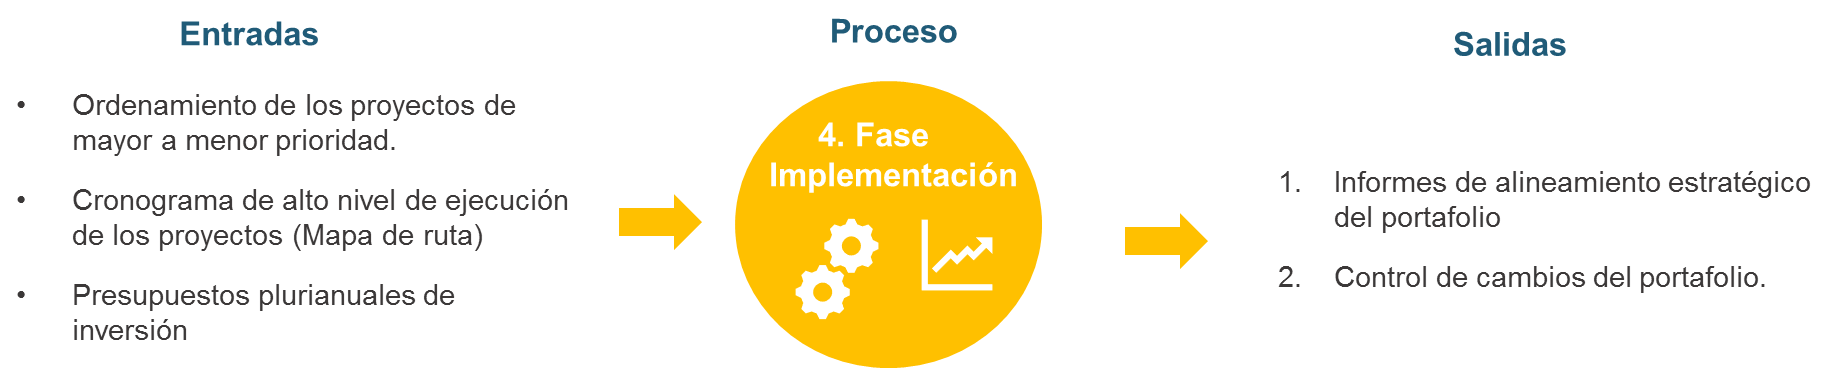 Entradas
• Ordenamiento de los proyectos de
mayor a menor prioridad.
• Cronograma de alto nivel de ejecución
de los proyectos (Mapa de ruta)
• Presupuestos plurianuales de
inversión
Proceso
4. Fase
Implementación
Salidas
1. Informes de alineamiento estratégico
del portafolio
2. Control de cambios del portafolio.